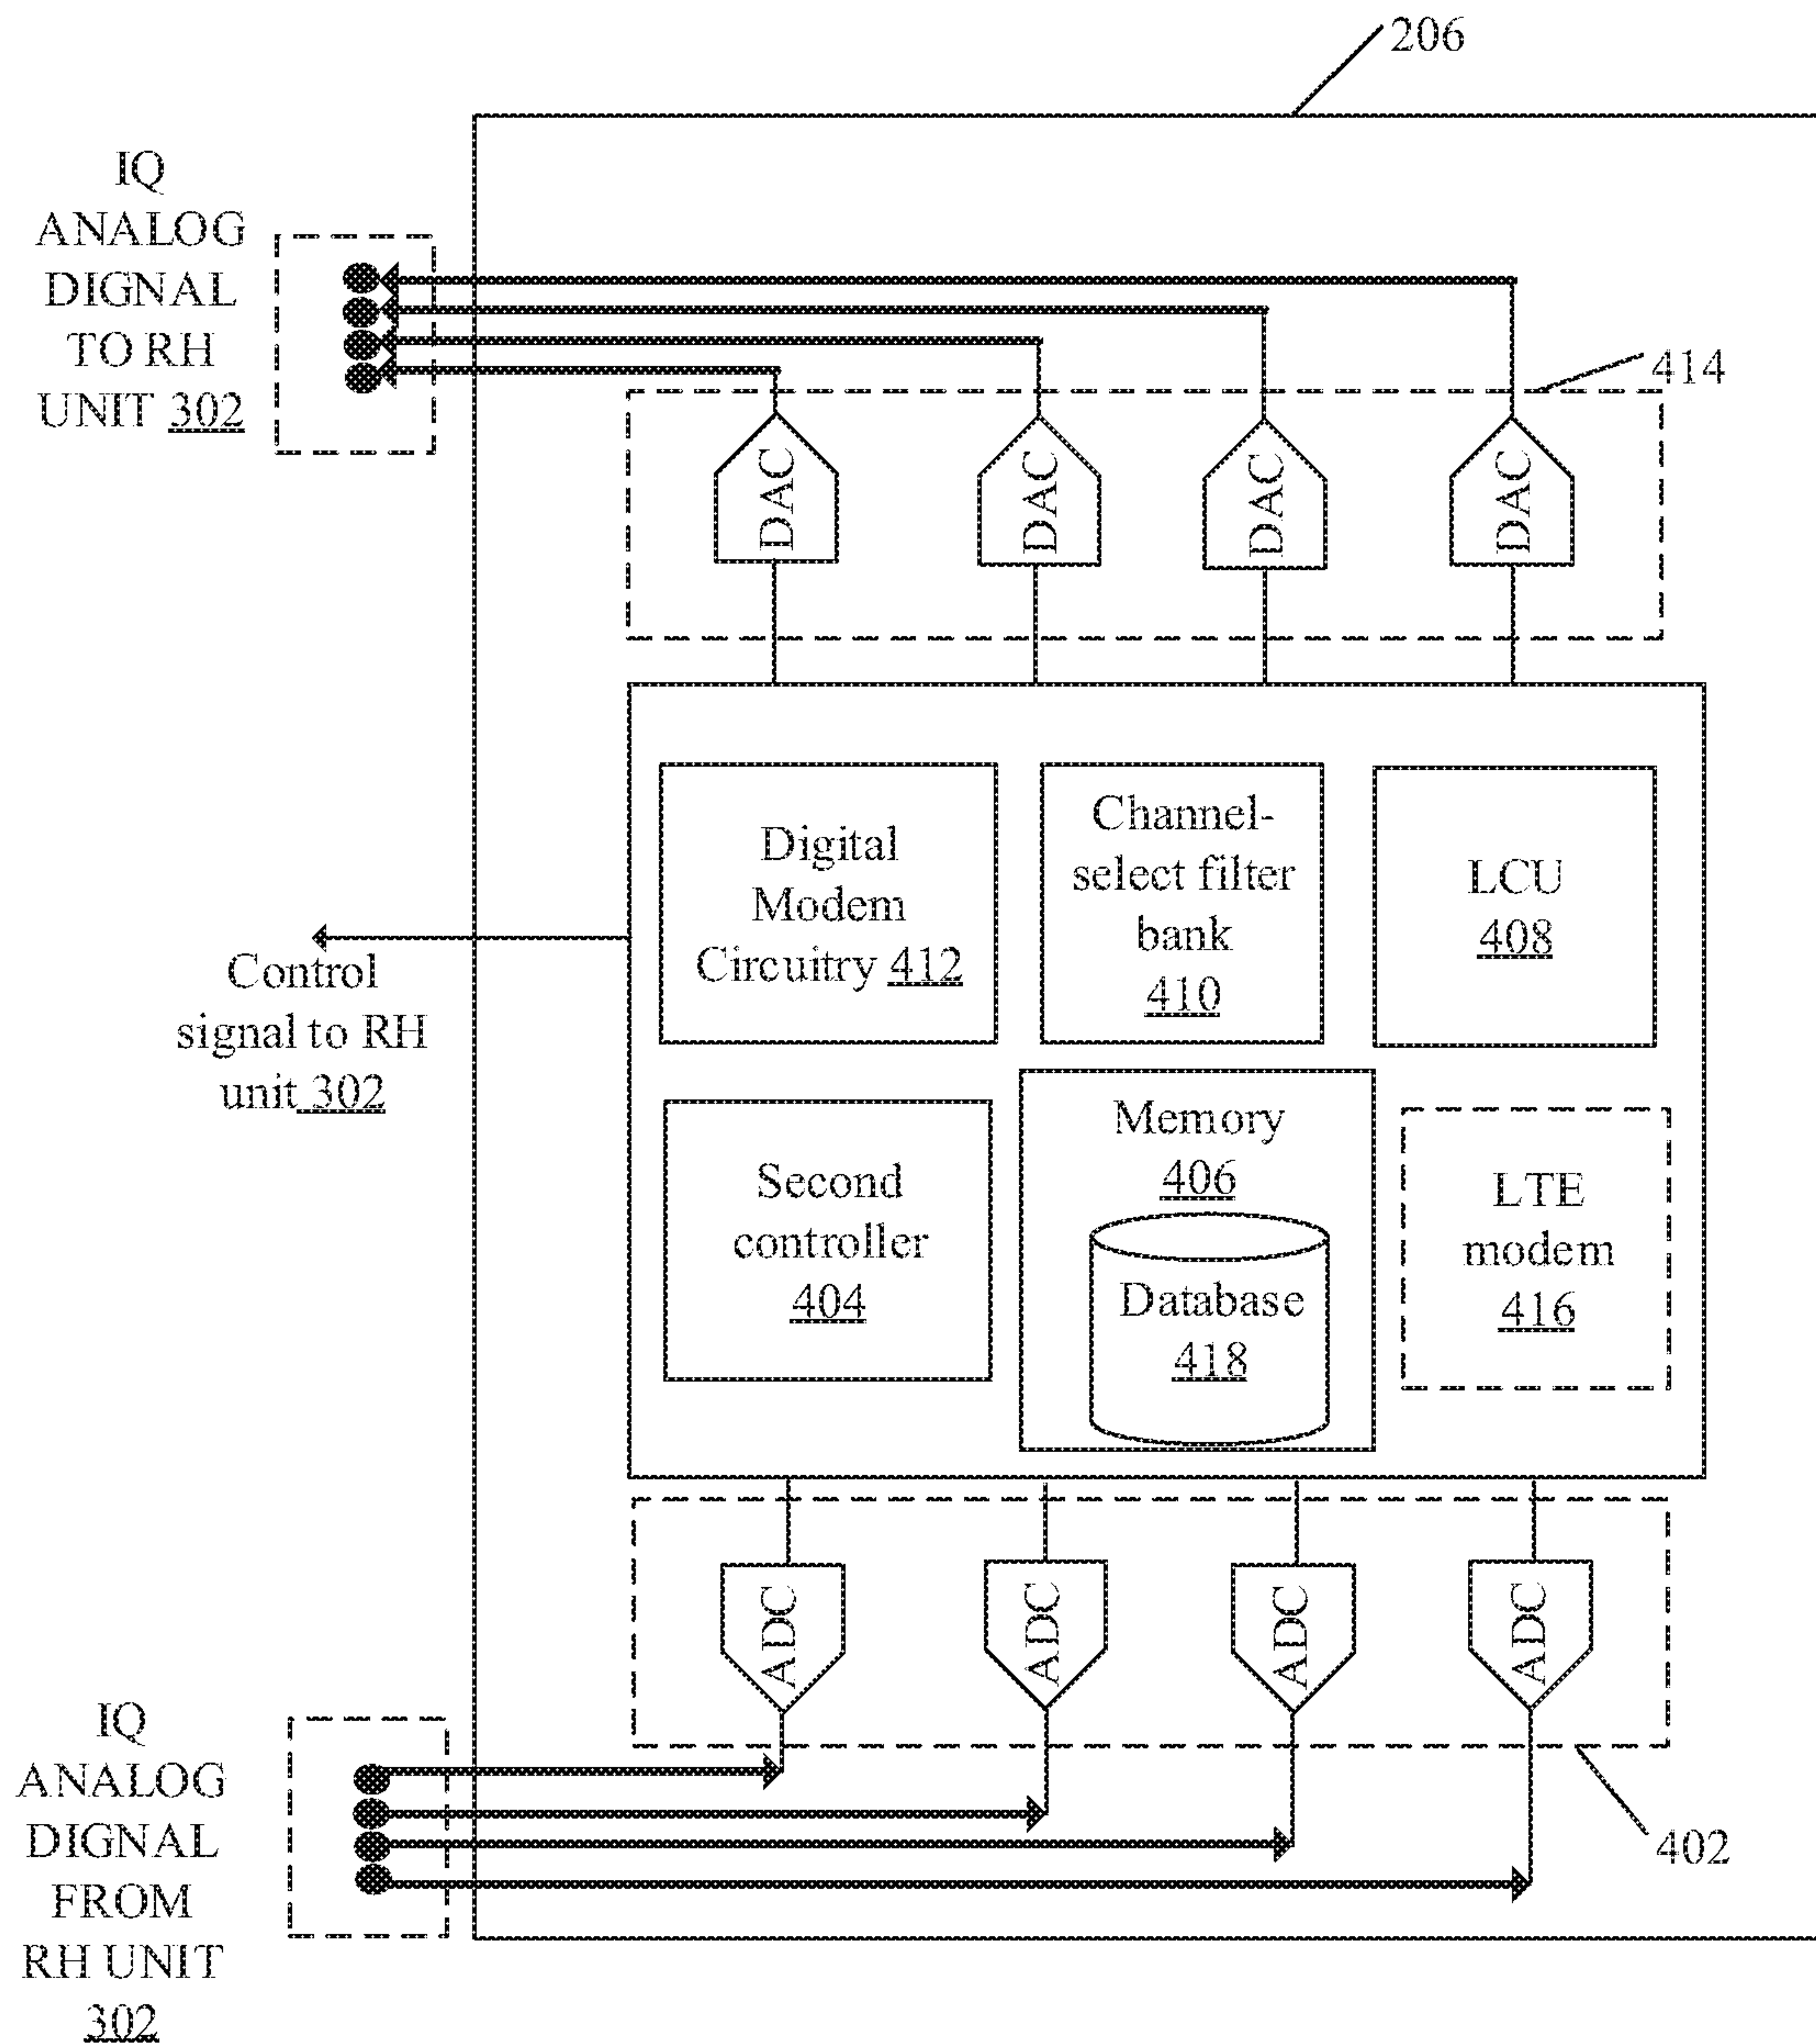 206
IQ
ANALOG
DIGNAL
TO RH
UNIT 302
414
DAC
DAC
DAC
DAC
Digital
Modem
Circuitry 412
Channel-
select filter
bank
410
LCU
408
Control
signal to RH
unit 302
Second
controller
404
Memory
406
Database
418
LTE
modem
416
ADC
ADC
ADC
ADC
IQ
ANALOG
DIGNAL
FROM
RH UNIT
302
402